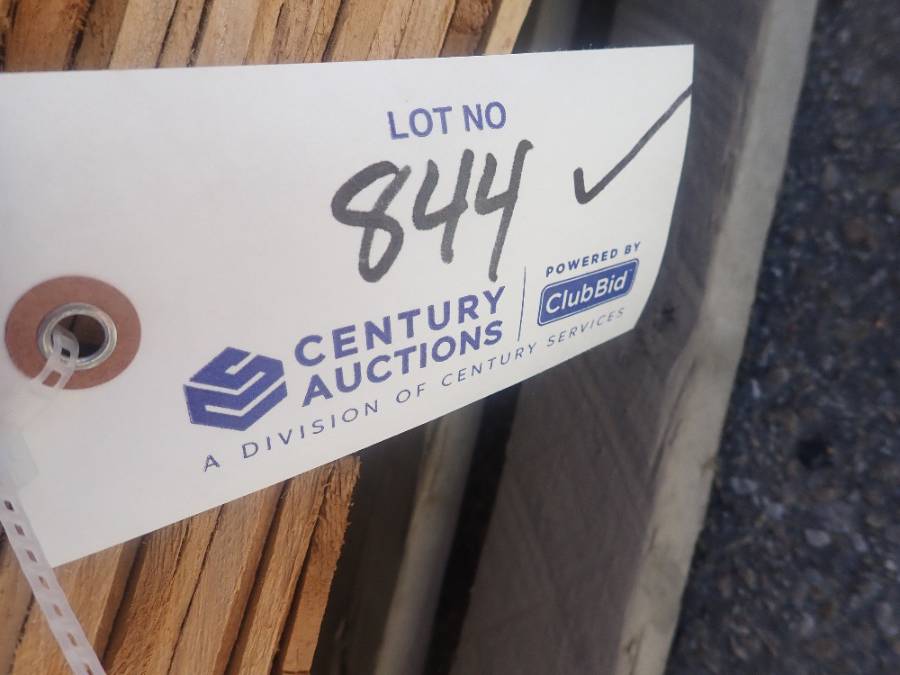 LOT NO
844 ✓
CENTURY
AUCTIONS
POWERED BY
ClubBid
A DIVISION OF CENTURY SERVICES